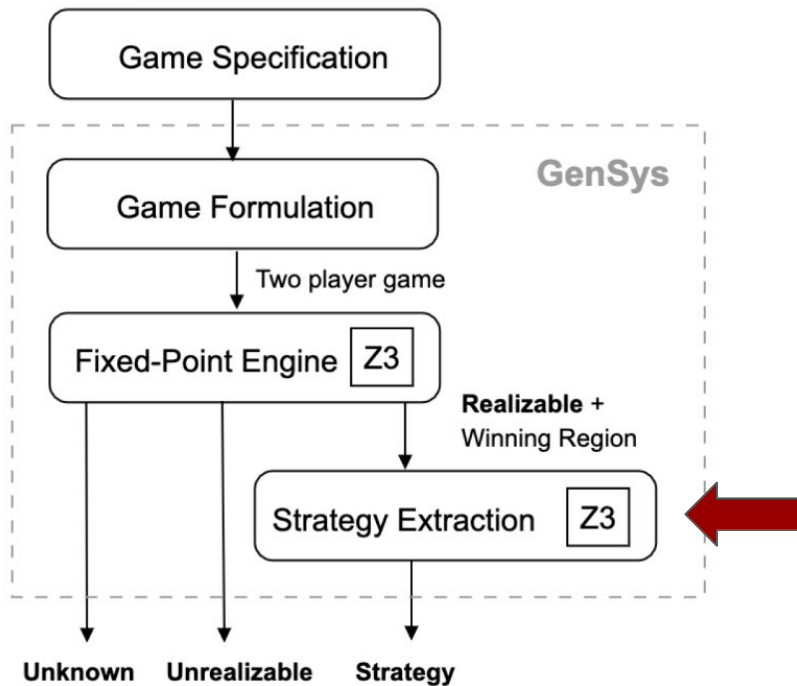 Game Specification
GenSys
Game Formulation
Two player game
Fixed-Point Engine Z3
Realizable +
Winning Region
Strategy Extraction Z3
Unknown Unrealizable Strategy